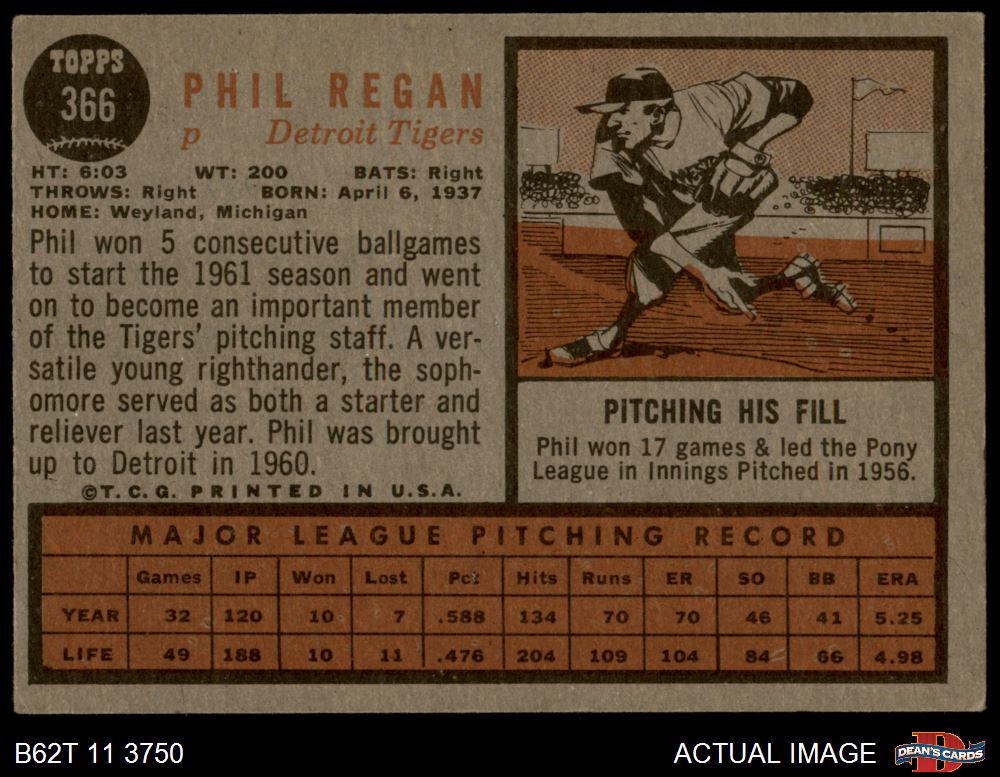 TOPPS
366
PHIL REGAN
p Detroit Tigers
HT: 6:03 WT: 200 BATS: Right
THROWS: Right BORN: April 6, 1937
HOME: Weyland, Michigan
Phil won 5 consecutive ballgames
to start the 1961 season and went
on to become an important member
of the Tigers' pitching staff. A ver-
satile young righthander, the soph-
omore served as both a starter and
reliever last year. Phil was brought
up to Detroit in 1960.
©T.C.G. PRINTED IN U.S.A.
PITCHING HIS FILL
Phil won 17 games & led the Pony
League in Innings Pitched in 1956.
MAJOR LEAGUE PITCHING RECORD
Games IP Won Lost Pct Hits Runs ER SO BB ERA
YEAR 32 120 10 7 .588 134 70 70 46 41 5.25
LIFE 49 188 10 11 .476 204 109 104 84 66 4.98
B62T 11 3750 ACTUAL IMAGE DEAN'S CARDS